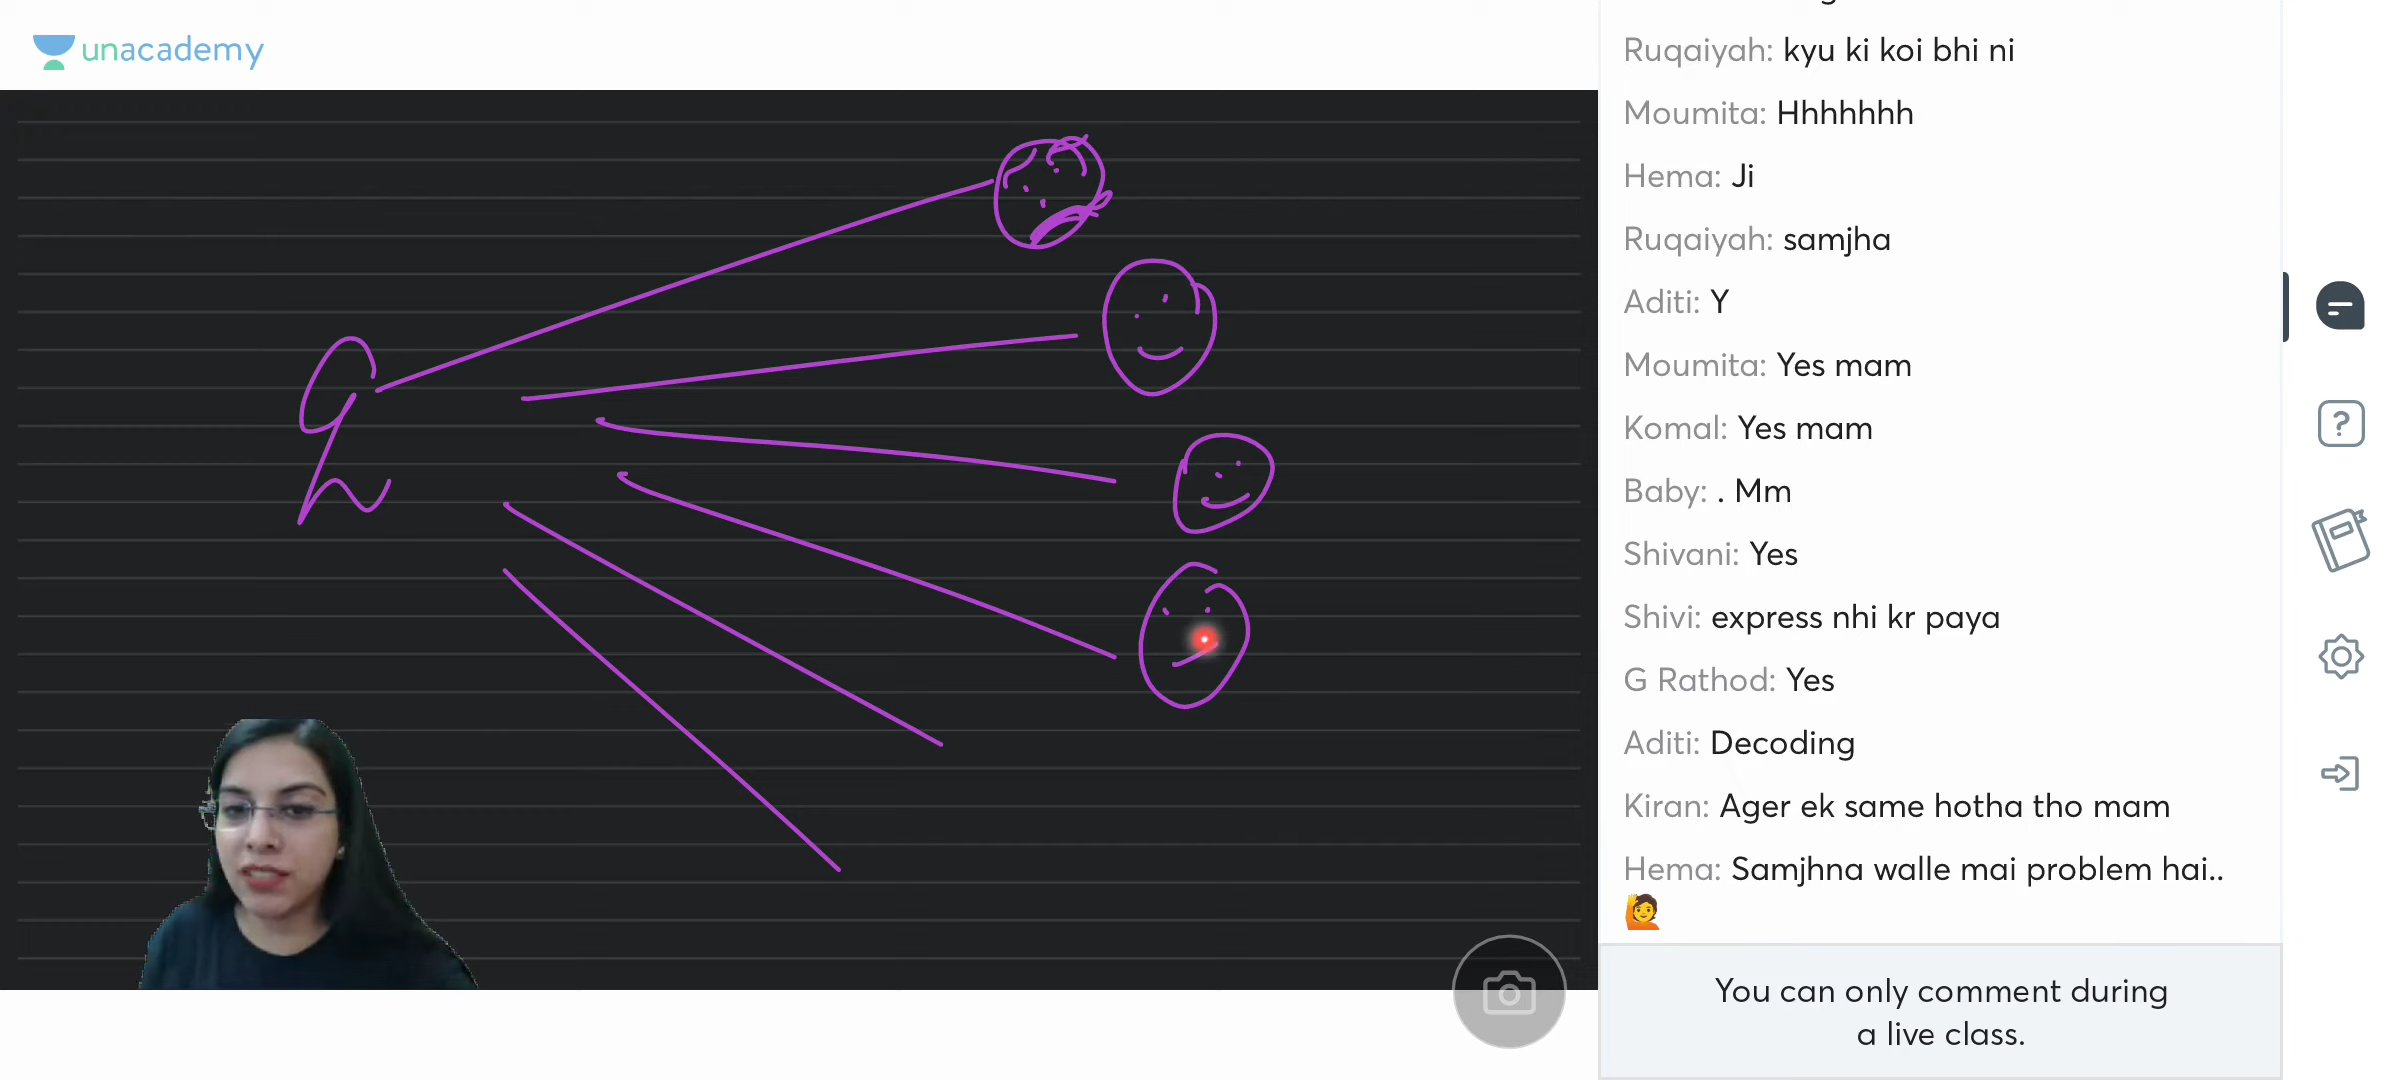 unacademy
Ruqaiyah: kyu ki koi bhi ni
Moumita: Hhhhhhh
Hema: Ji
Ruqaiyah: samjha
Aditi: Y
Moumita: Yes mam
Komal: Yes mam
Baby: . Mm
Shivani: Yes
Shivi: express nhi kr paya
G Rathod: Yes
Aditi: Decoding
Kiran: Ager ek same hotha tho mam
Hema: Samjhna walle mai problem hai..
🙋
?
You can only comment during
a live class.